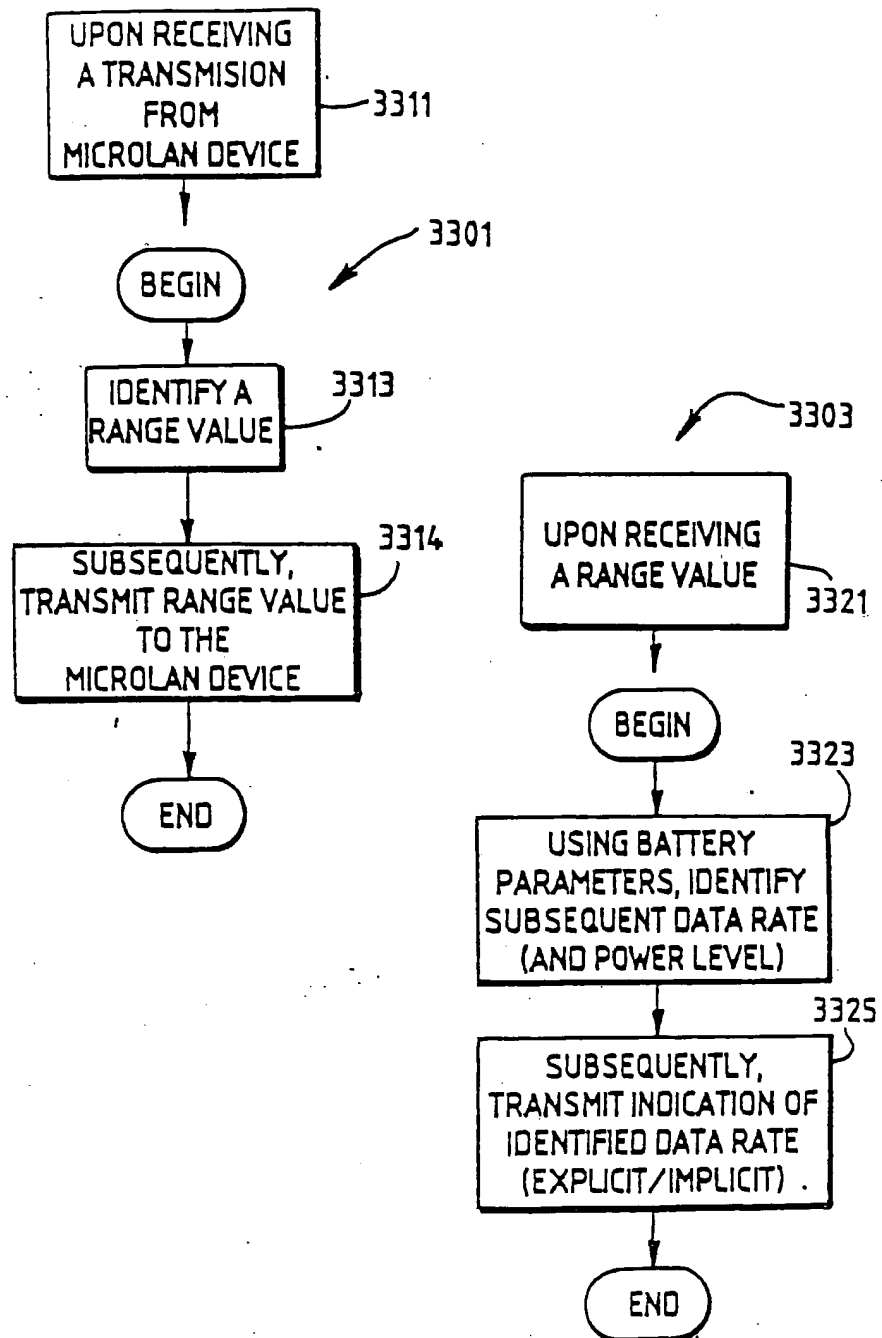 UPON RECEIVING
A TRANSMISION
FROM
MICROLAN DEVICE
3311
3301
BEGIN
IDENTIFY A
RANGE VALUE
3313
SUBSEQUENTLY,
TRANSMIT RANGE VALUE
TO THE
MICROLAN DEVICE
3314
END
3303
UPON RECEIVING
A RANGE VALUE
3321
BEGIN
3323
USING BATTERY
PARAMETERS, IDENTIFY
SUBSEQUENT DATA RATE
(AND POWER LEVEL)
3325
SUBSEQUENTLY,
TRANSMIT INDICATION OF
IDENTIFIED DATA RATE
(EXPLICIT/IMPLICIT) .
END